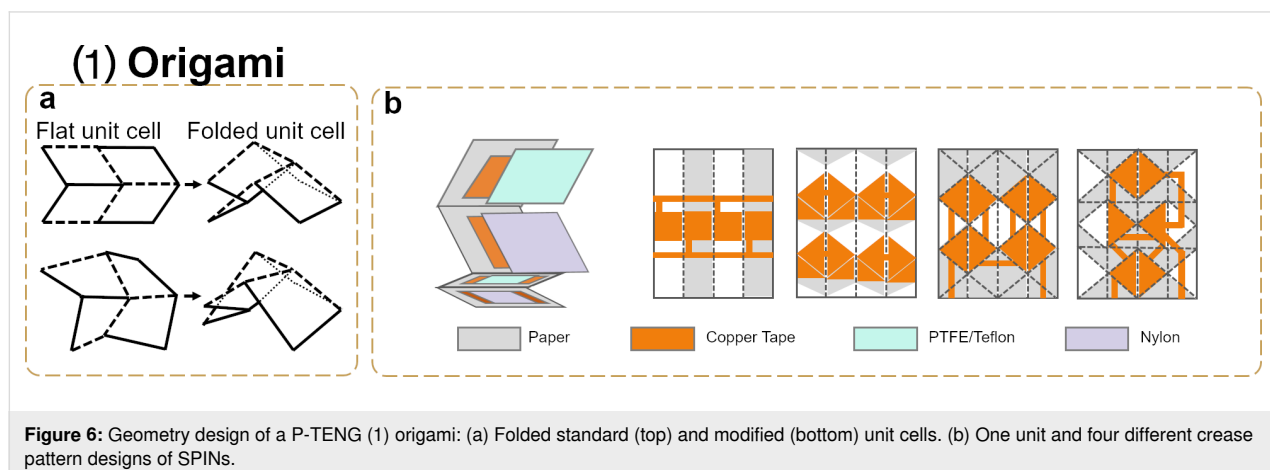 (1) Origami
a
Flat unit cell
Folded unit cell
b
Paper
Copper Tape
PTFE/Teflon
Nylon
Figure 6: Geometry design of a P-TENG (1) origami: (a) Folded standard (top) and modified (bottom) unit cells. (b) One unit and four different crease
pattern designs of SPINs.